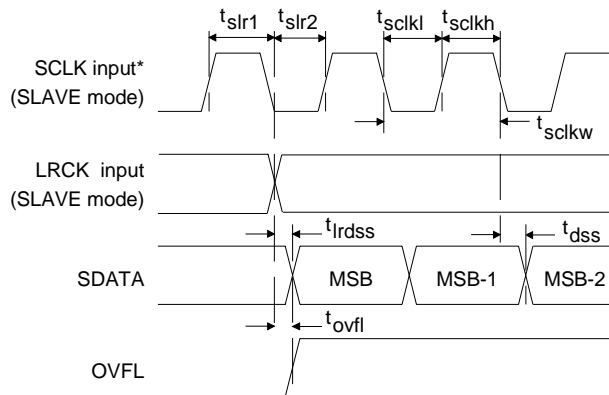 tslr1 tslr2 tsclkl tsclkh
SCLK input*
(SLAVE mode)
tsclkw
LRCK input
(SLAVE mode)
tlrdss tdss
SDATA MSB MSB-1 MSB-2
tovfl
OVFL